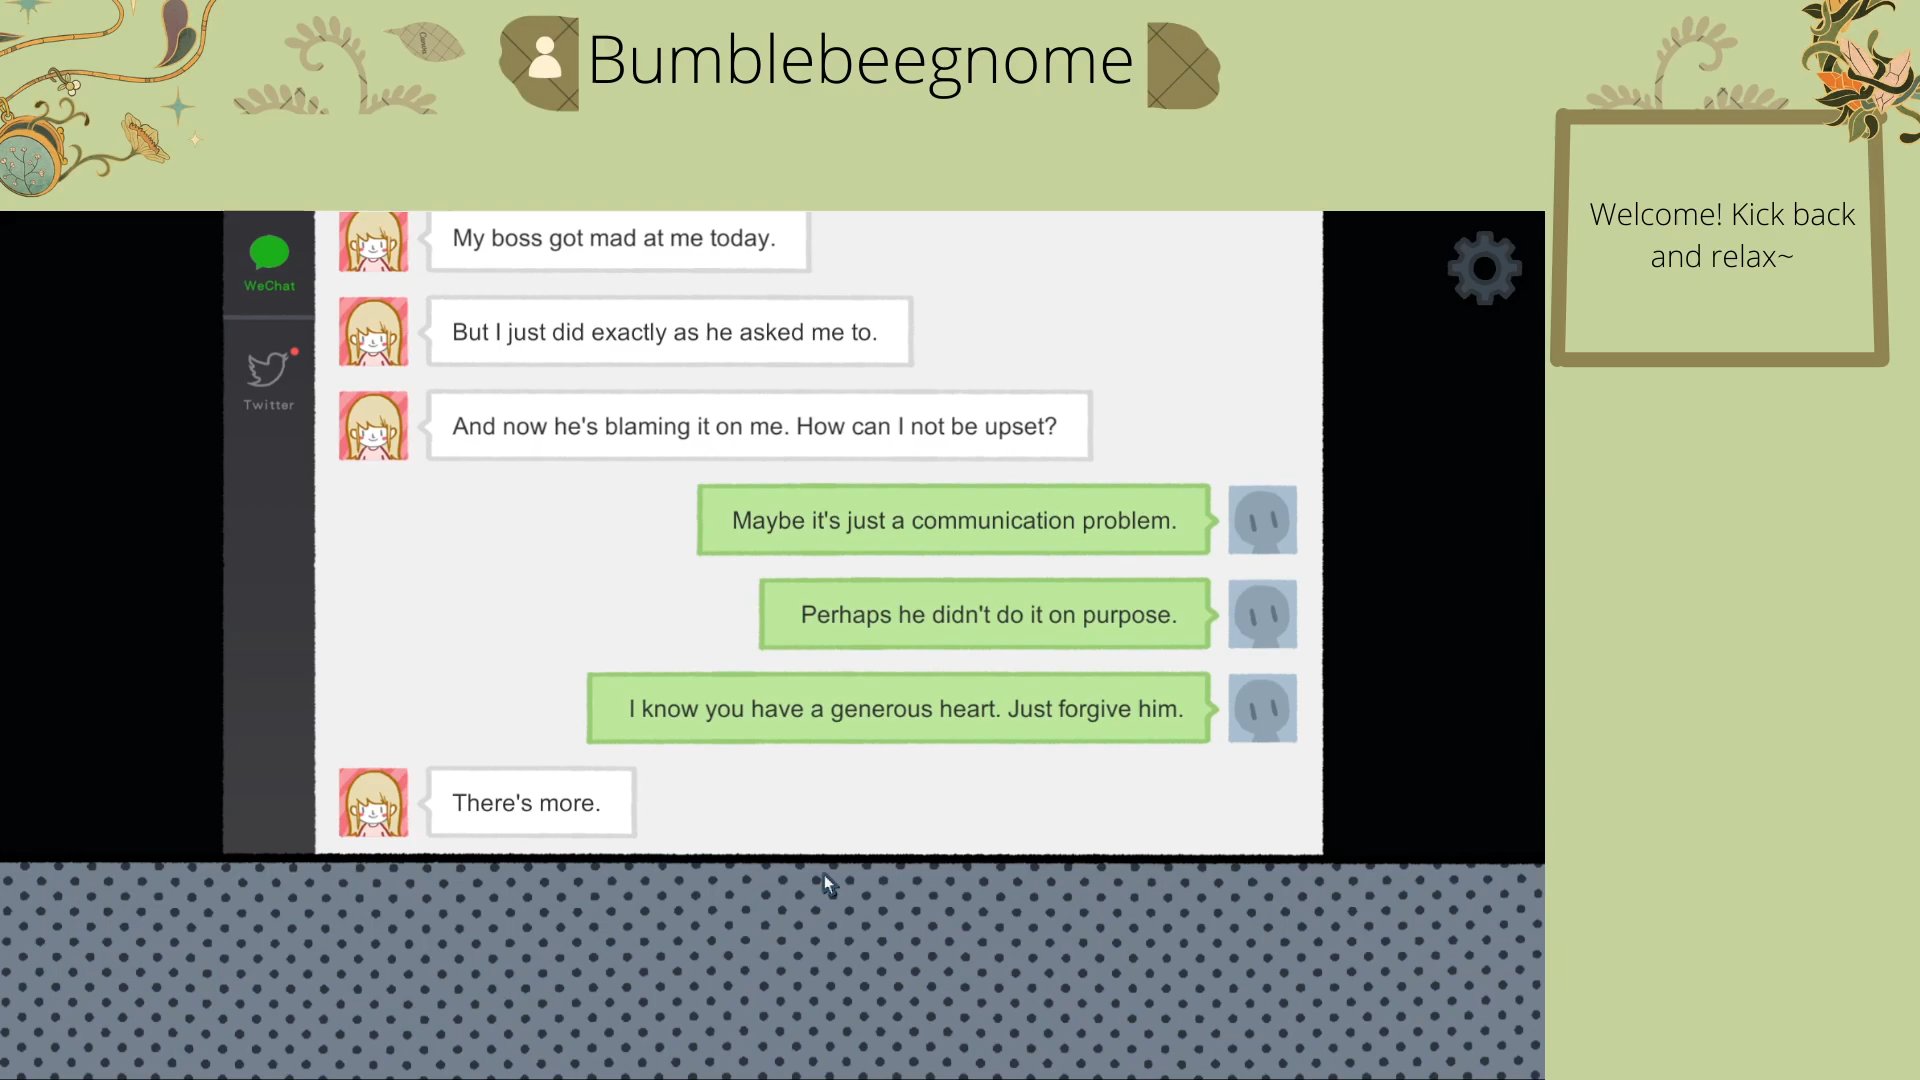 Bumblebeegnome
Canon
Welcome! Kick back
and relax~
WeChat
Twitter
My boss got mad at me today.
But I just did exactly as he asked me to.
And now he's blaming it on me. How can I not be upset?
Maybe it's just a communication problem.
Perhaps he didn't do it on purpose.
I know you have a generous heart. Just forgive him.
There's more.